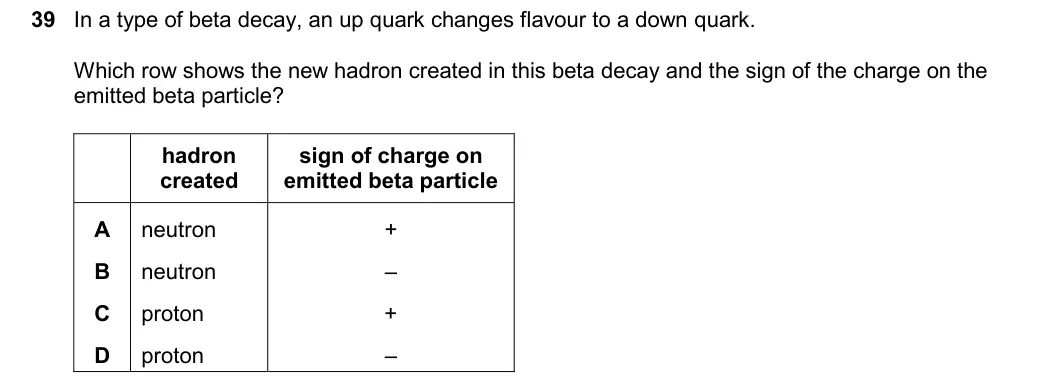 39 In a type of beta decay, an up quark changes flavour to a down quark.
Which row shows the new hadron created in this beta decay and the sign of the charge on the
emitted beta particle?
hadron created sign of charge on emitted beta particle
A neutron +
B neutron –
C proton +
D proton –